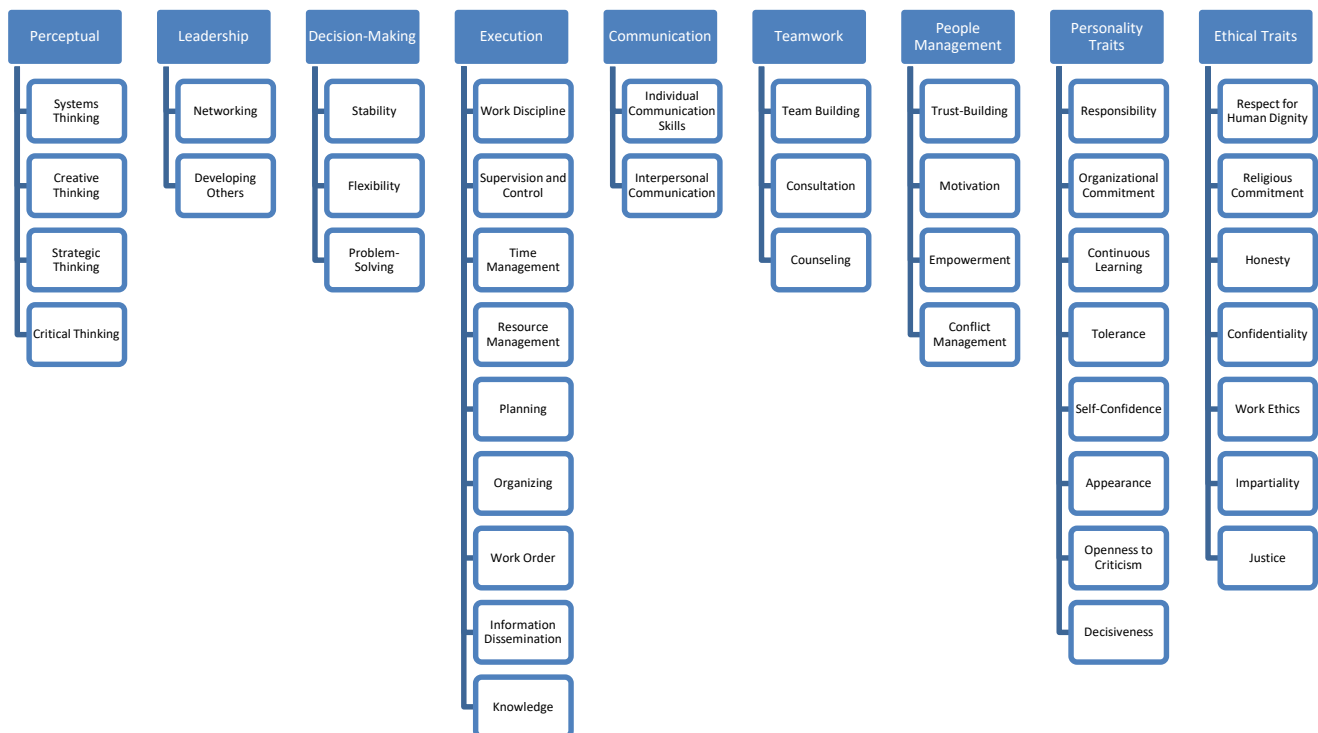 Perceptual
Systems
Thinking
Creative
Thinking
Strategic
Thinking
Critical Thinking
Leadership
Networking
Developing
Others
Decision-Making
Stability
Flexibility
Problem-
Solving
Execution
Work Discipline
Supervision and
Control
Time
Management
Resource
Management
Planning
Organizing
Work Order
Information
Dissemination
Knowledge
Communication
Individual
Communication
Skills
Interpersonal
Communication
Teamwork
Team Building
Consultation
Counseling
People
Management
Trust-Building
Motivation
Empowerment
Conflict
Management
Personality
Traits
Responsibility
Organizational
Commitment
Continuous
Learning
Tolerance
Self-Confidence
Appearance
Openness to
Criticism
Decisiveness
Ethical Traits
Respect for
Human Dignity
Religious
Commitment
Honesty
Confidentiality
Work Ethics
Impartiality
Justice